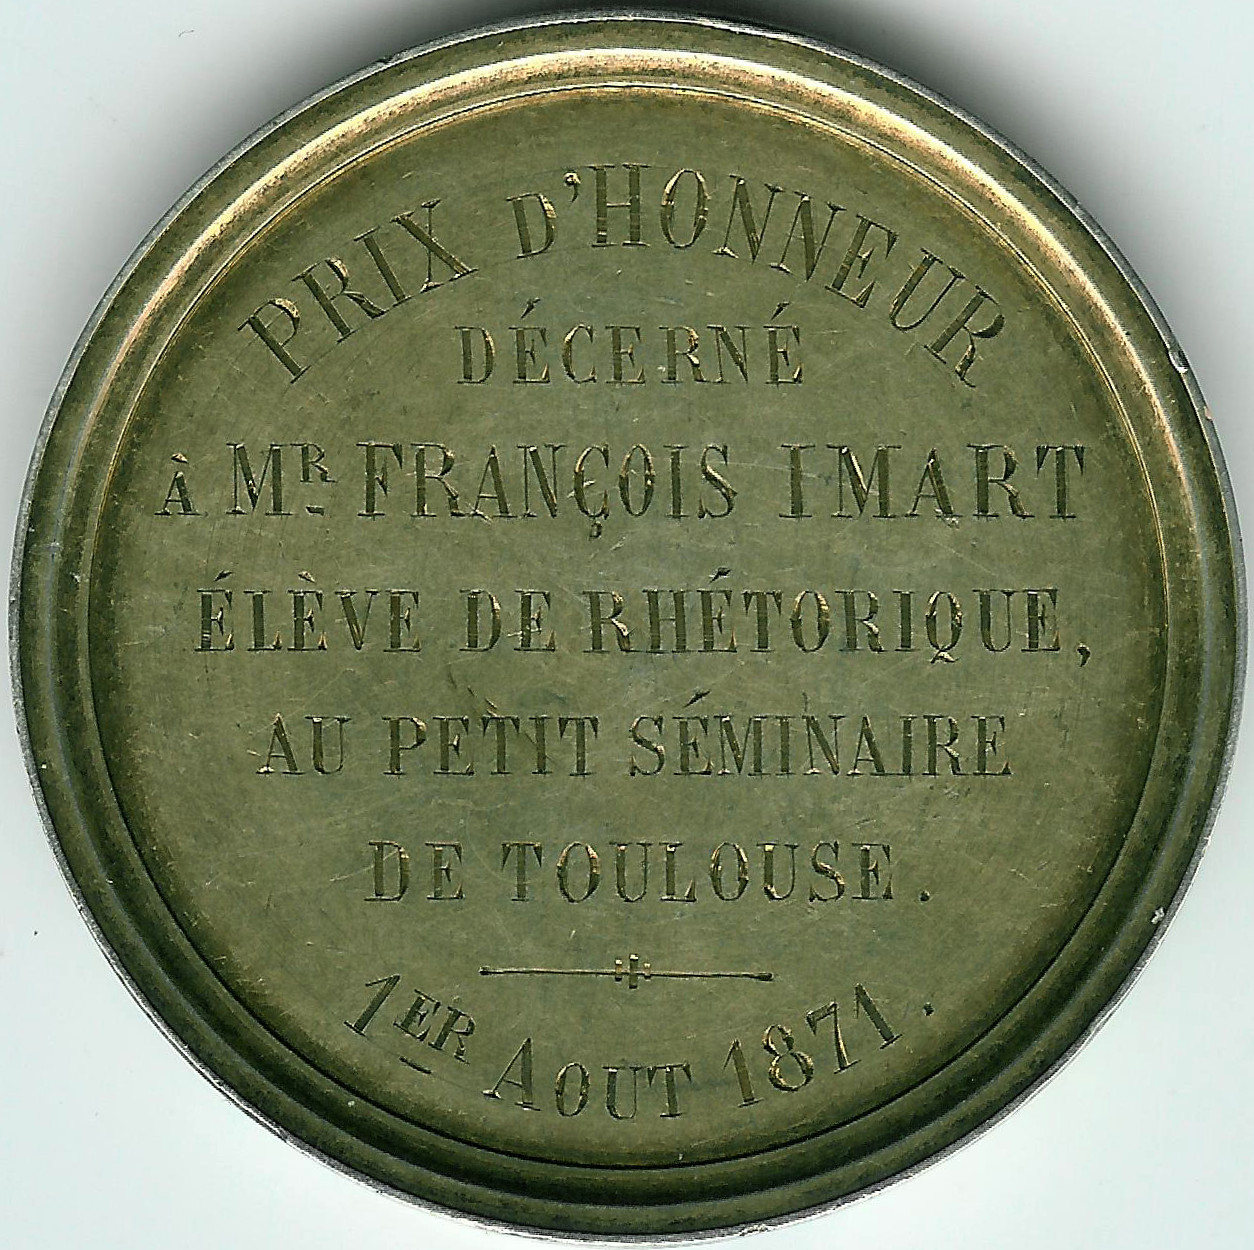 PRIX D'HONNEUR
DÉCERNÉ
À MR. FRANÇOIS IMART
ÉLÈVE DE RHÉTORIQUE,
AU PETIT SÉMINAIRE
DE TOULOUSE.
1ER AOUT 1871.